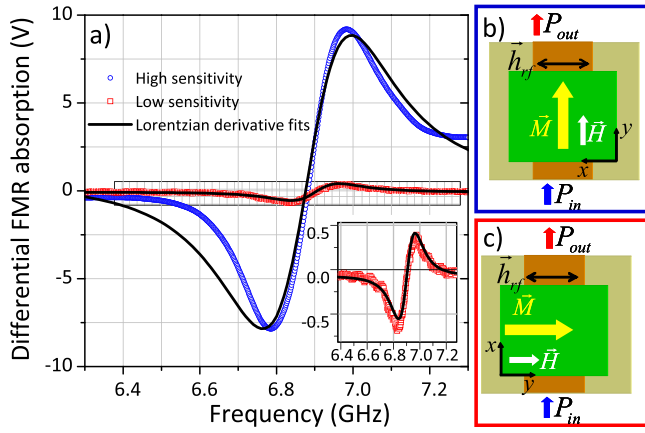 a)
Differential FMR absorption (V)
10
5
0
-5
-10
High sensitivity
Low sensitivity
Lorentzian derivative fits
0.5
0.0
-0.5
6.4 6.6 6.8 7.0 7.2
6.4 6.6 6.8 7.0 7.2
Frequency (GHz)
b)
P_out
h_rf
M
H
y
x
P_in
c)
P_out
h_rf
M
x
H
y
P_in